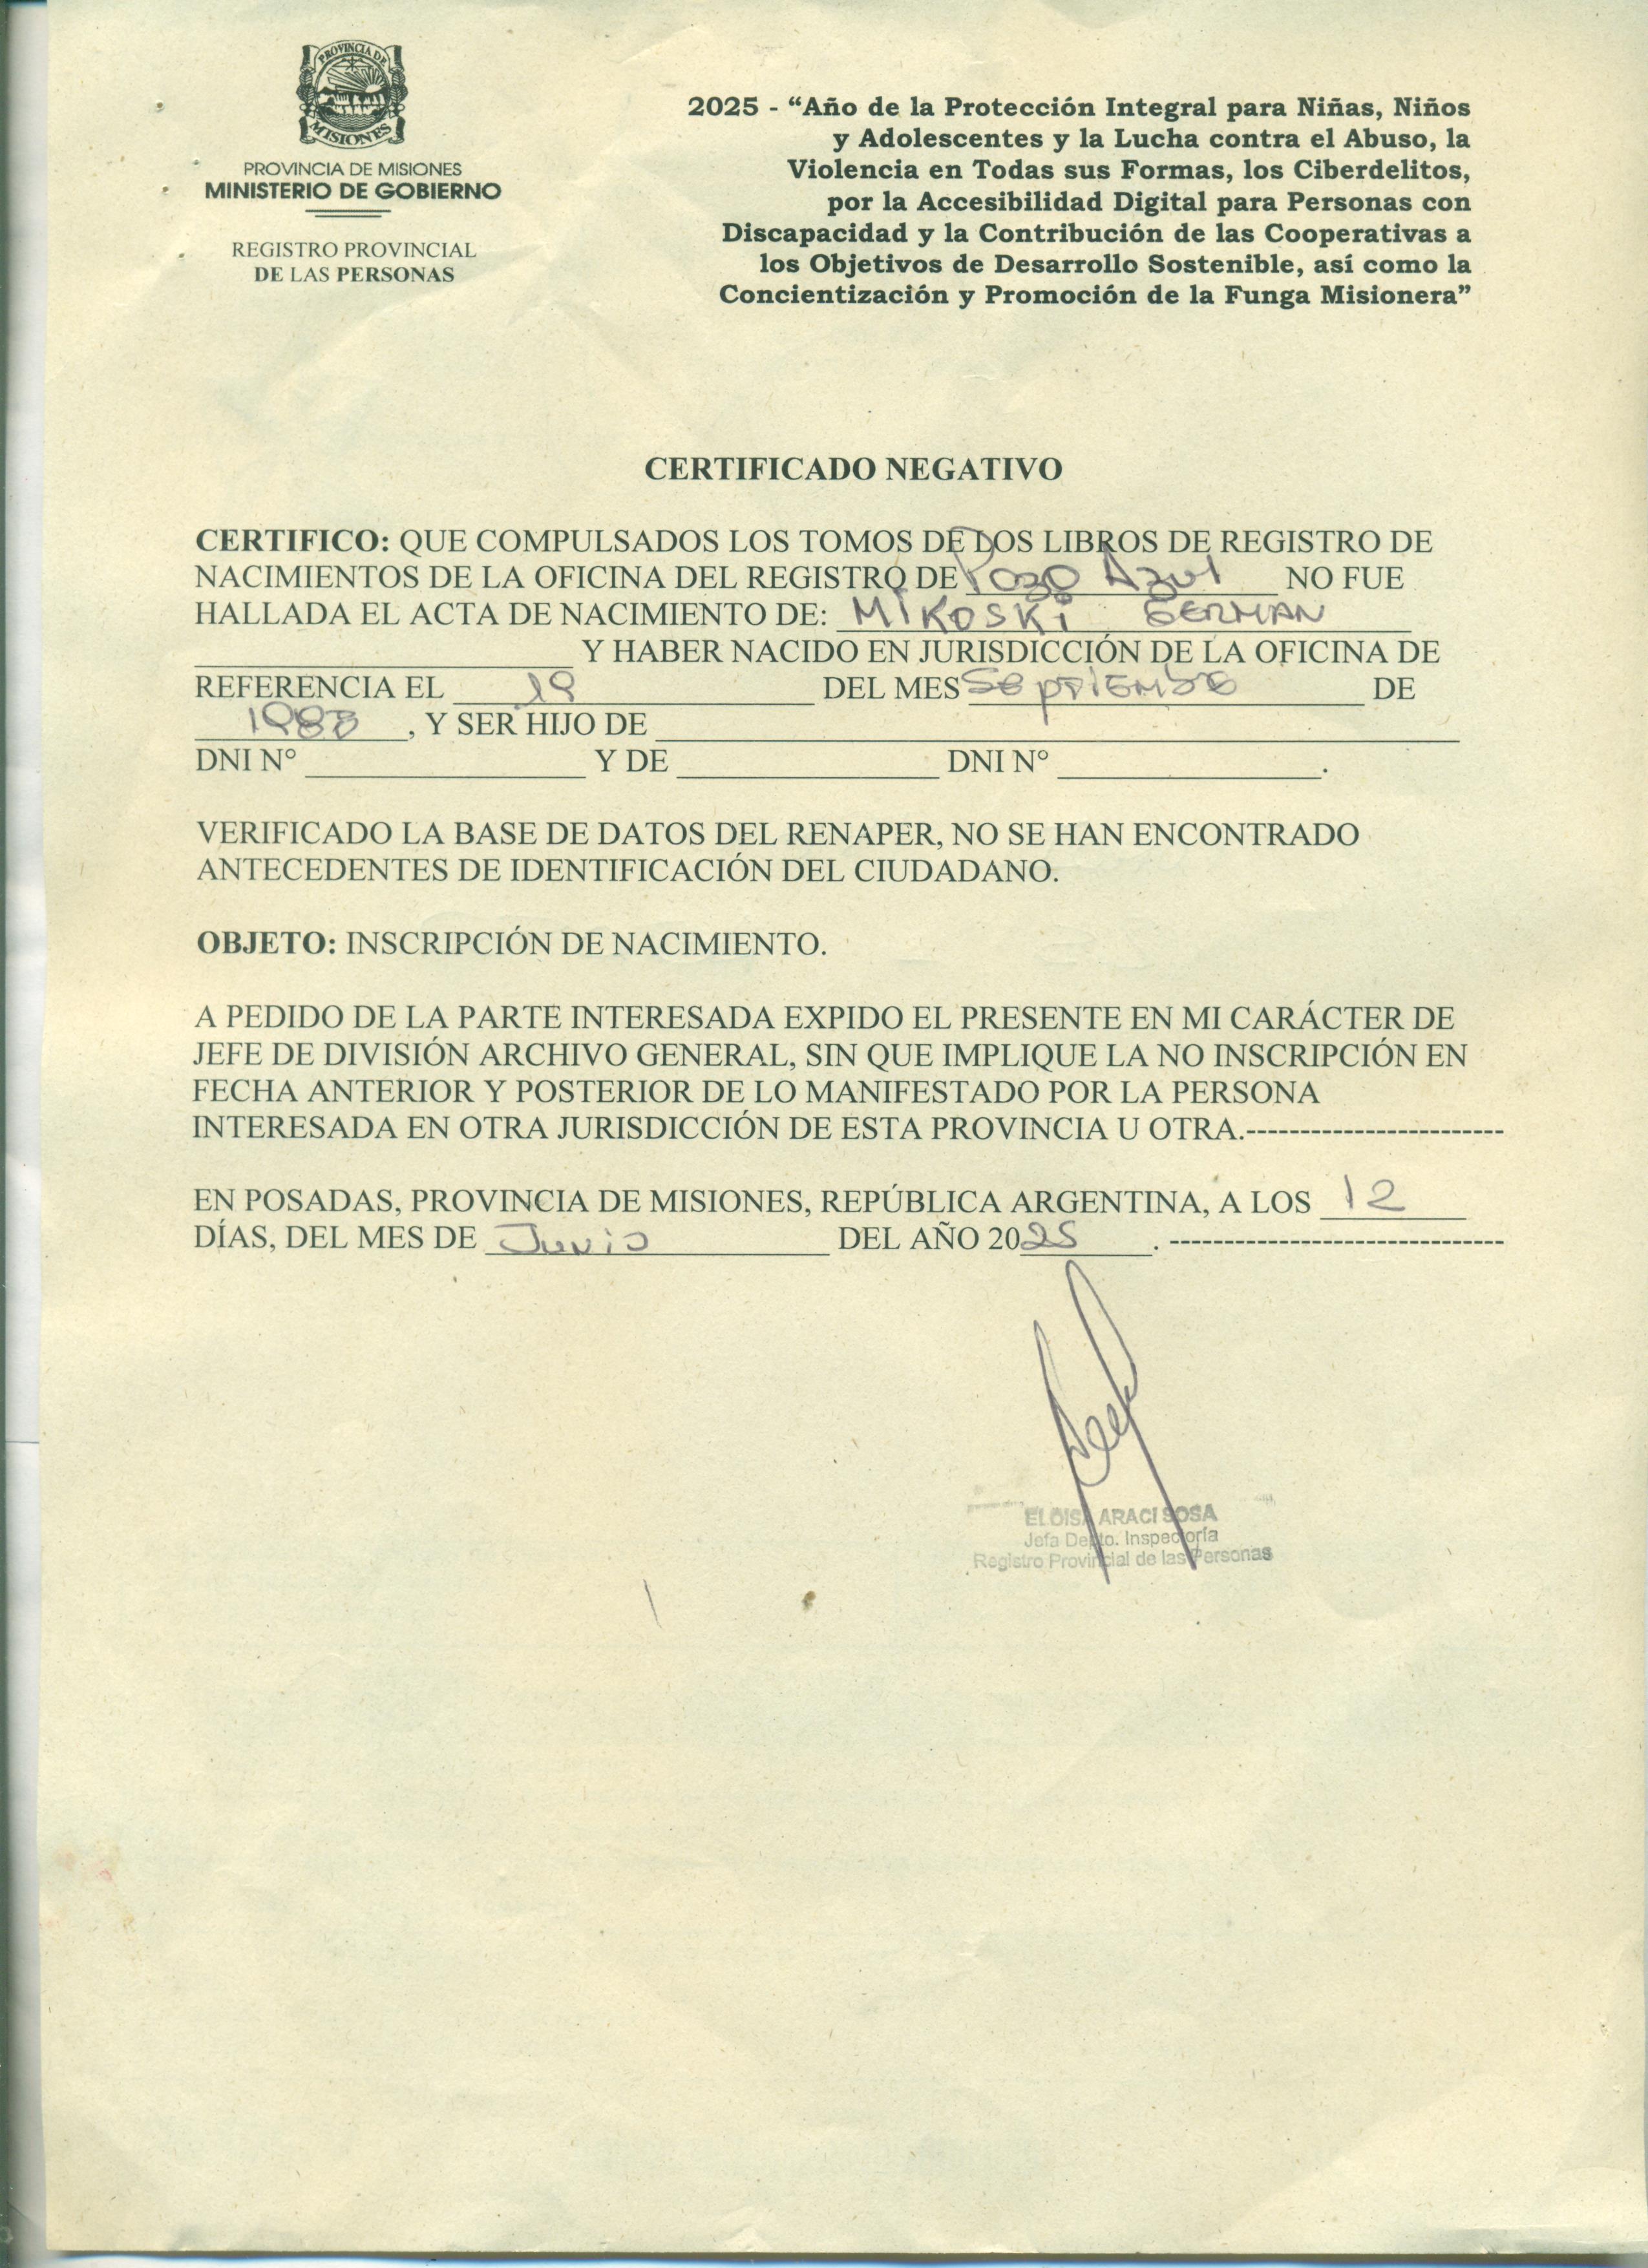 PROVINCIA DE
MISIONES
PROVINCIA DE MISIONES
MINISTERIO DE GOBIERNO
REGISTRO PROVINCIAL
DE LAS PERSONAS
2025 - “Año de la Protección Integral para Niñas, Niños
y Adolescentes y la Lucha contra el Abuso, la
Violencia en Todas sus Formas, los Ciberdelitos,
por la Accesibilidad Digital para Personas con
Discapacidad y la Contribución de las Cooperativas a
los Objetivos de Desarrollo Sostenible, así como la
Concientización y Promoción de la Funga Misionera”
CERTIFICADO NEGATIVO
CERTIFICO: QUE COMPULSADOS LOS TOMOS DE DOS LIBROS DE REGISTRO DE
NACIMIENTOS DE LA OFICINA DEL REGISTRO DE Pozo Azul NO FUE
HALLADA EL ACTA DE NACIMIENTO DE: MIKOSKI GERMAN
Y HABER NACIDO EN JURISDICCIÓN DE LA OFICINA DE
REFERENCIA EL 19 DEL MES Septiembre DE
, Y SER HIJO DE
DNI N° Y DE DNI N° .
VERIFICADO LA BASE DE DATOS DEL RENAPER, NO SE HAN ENCONTRADO
ANTECEDENTES DE IDENTIFICACIÓN DEL CIUDADANO.
OBJETO: INSCRIPCIÓN DE NACIMIENTO.
A PEDIDO DE LA PARTE INTERESADA EXPIDO EL PRESENTE EN MI CARÁCTER DE
JEFE DE DIVISIÓN ARCHIVO GENERAL, SIN QUE IMPLIQUE LA NO INSCRIPCIÓN EN
FECHA ANTERIOR Y POSTERIOR DE LO MANIFESTADO POR LA PERSONA
INTERESADA EN OTRA JURISDICCIÓN DE ESTA PROVINCIA U OTRA.------------------------
EN POSADAS, PROVINCIA DE MISIONES, REPÚBLICA ARGENTINA, A LOS 12
DÍAS, DEL MES DE Junio DEL AÑO 2025 . -------------------------------
ELOISA ARACI SOSA
Jefa Depto. Inspectoría
Registro Provincial de las Personas